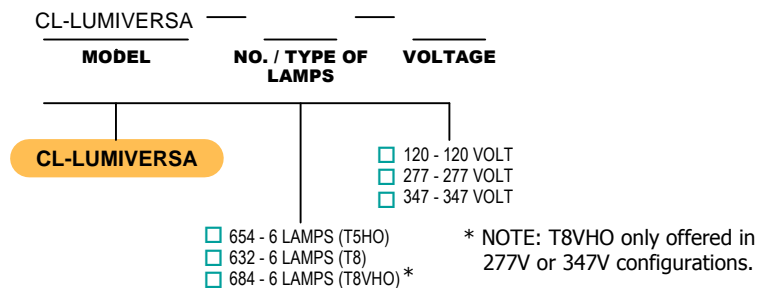 CL-LUMIVERSA — —
MODEL
NO. / TYPE OF
LAMPS
VOLTAGE
CL-LUMIVERSA
120 - 120 VOLT
277 - 277 VOLT
347 - 347 VOLT
654 - 6 LAMPS (T5HO)
632 - 6 LAMPS (T8)
684 - 6 LAMPS (T8VHO) *
* NOTE: T8VHO only offered in
277V or 347V configurations.